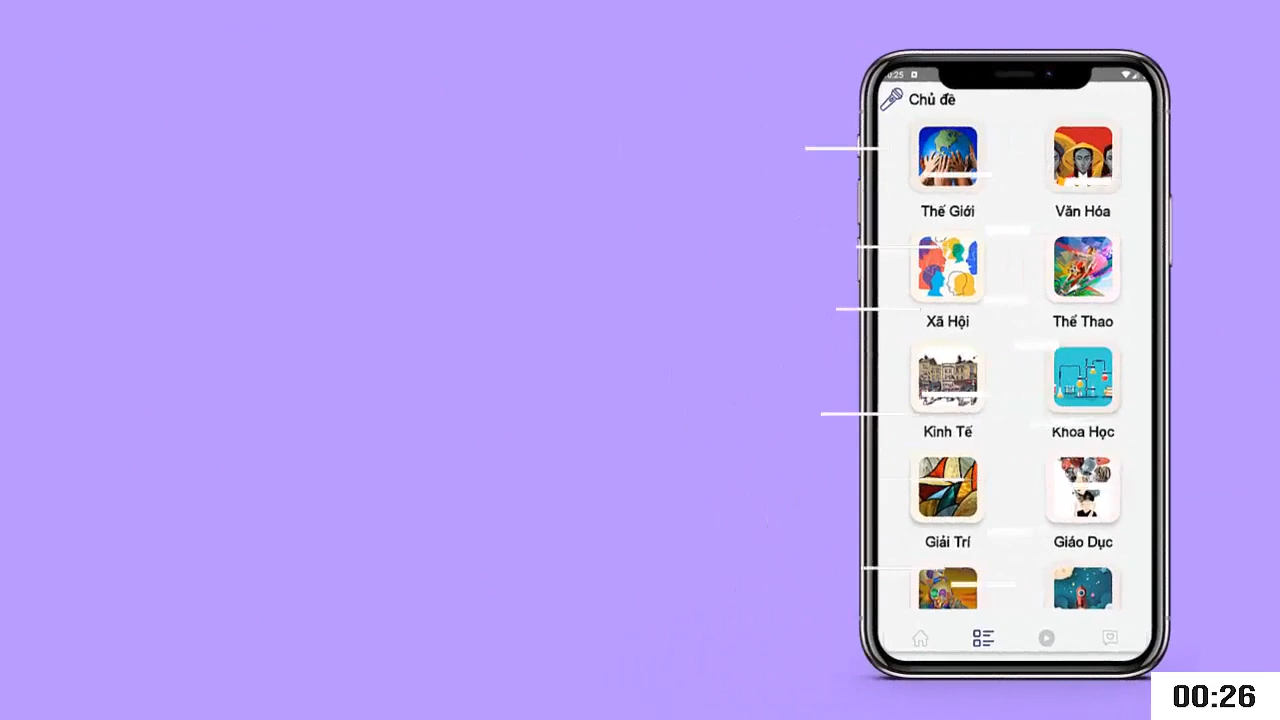 Chủ đề
Thế Giới
Văn Hóa
Xã Hội
Thể Thao
Kinh Tế
Khoa Học
Giải Trí
Giáo Dục
00:26